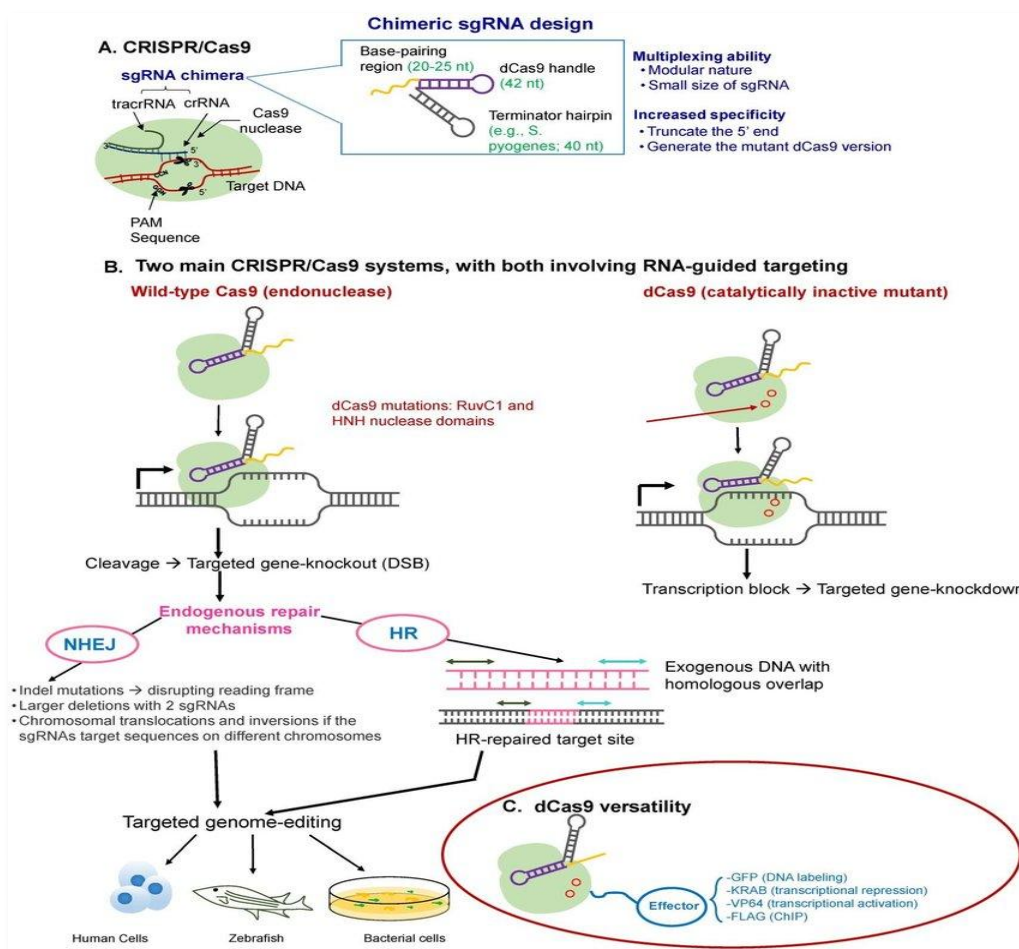 Chimeric sgRNA design
A. CRISPR/Cas9
sgRNA chimera
tracrRNA crRNA
Cas9
nuclease
3'
5'
3'
5'
Target DNA
PAM
Sequence
Base-pairing
region (20-25 nt)
dCas9 handle
(42 nt)
Terminator hairpin
(e.g., S.
pyogenes; 40 nt)
Multiplexing ability
• Modular nature
• Small size of sgRNA
Increased specificity
• Truncate the 5' end
• Generate the mutant dCas9 version
B. Two main CRISPR/Cas9 systems, with both involving RNA-guided targeting
Wild-type Cas9 (endonuclease)
dCas9 (catalytically inactive mutant)
dCas9 mutations: RuvC1 and
HNH nuclease domains
Cleavage → Targeted gene-knockout (DSB)
Transcription block → Targeted gene-knockdown
Endogenous repair
mechanisms
NHEJ
HR
• Indel mutations → disrupting reading frame
• Larger deletions with 2 sgRNAs
• Chromosomal translocations and inversions if the
sgRNAs target sequences on different chromosomes
Exogenous DNA with
homologous overlap
HR-repaired target site
Targeted genome-editing
Human Cells
Zebrafish
Bacterial cells
C. dCas9 versatility
Effector
-GFP (DNA labeling)
-KRAB (transcriptional repression)
-VP64 (transcriptional activation)
-FLAG (ChIP)